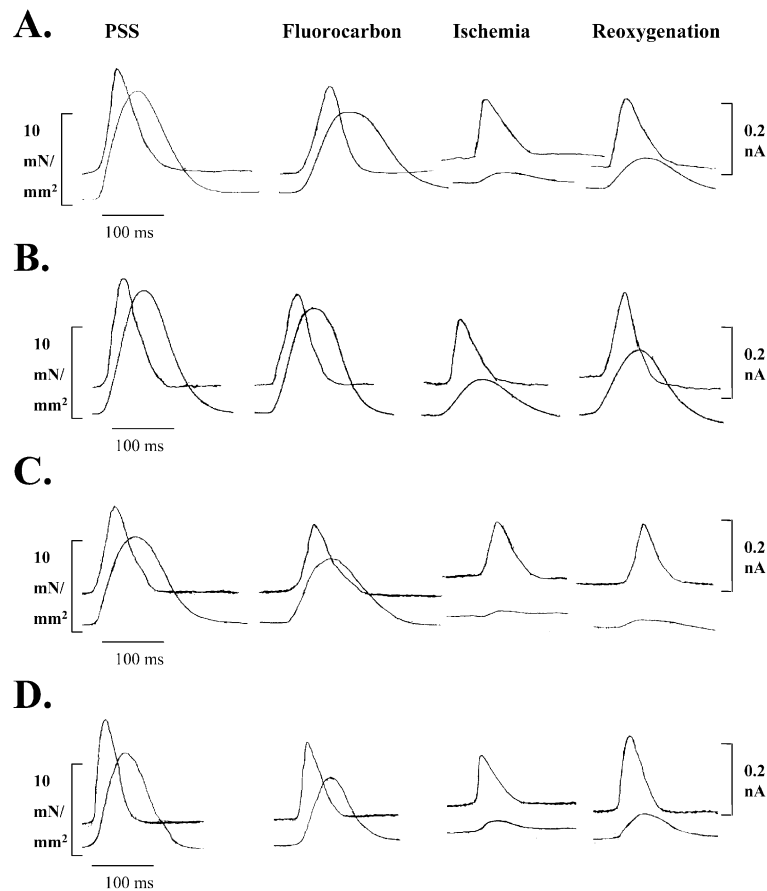 A.
PSS Fluorocarbon Ischemia Reoxygenation
10
mN/
mm2
0.2
nA
100 ms
B.
10
mN/
mm2
0.2
nA
100 ms
C.
10
mN/
mm2
0.2
nA
100 ms
D.
10
mN/
mm2
0.2
nA
100 ms